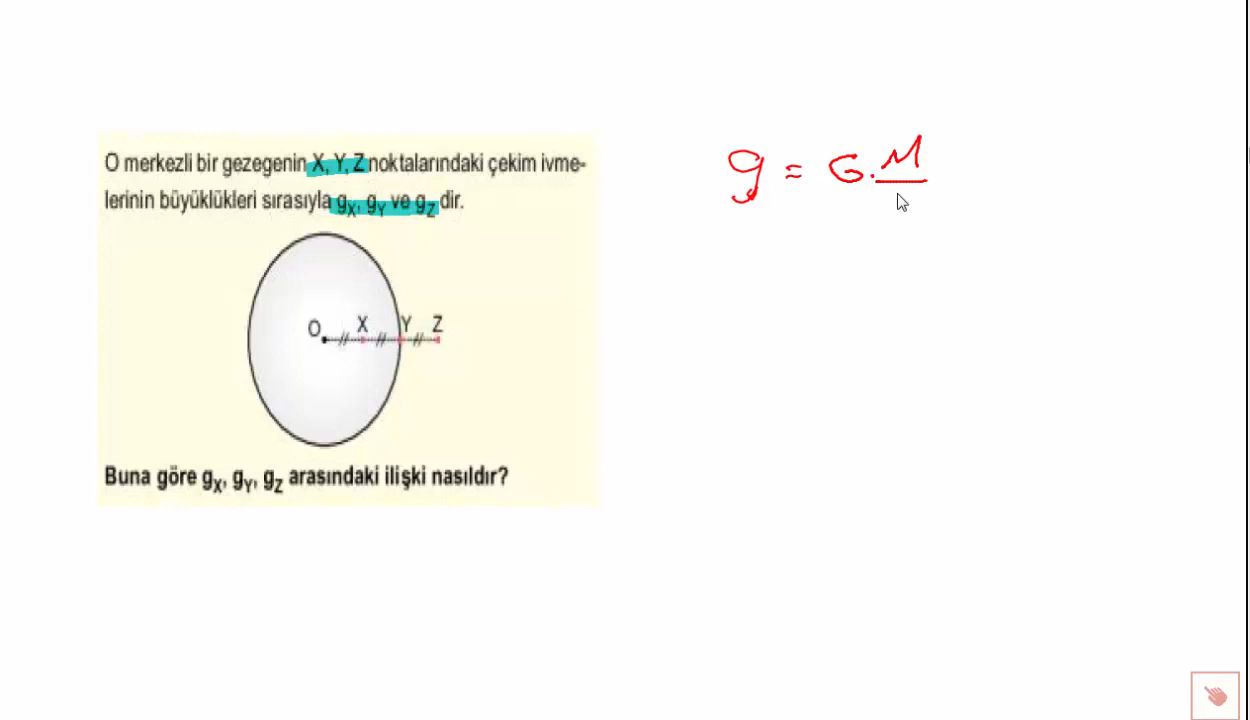 O merkezli bir gezegenin X, Y, Z noktalarındaki çekim ivme-
lerinin büyüklükleri sırasıyla gX, gY ve gZ dir.
O X Y Z
Buna göre gX, gY, gZ arasındaki ilişki nasıldır?
g = G. M